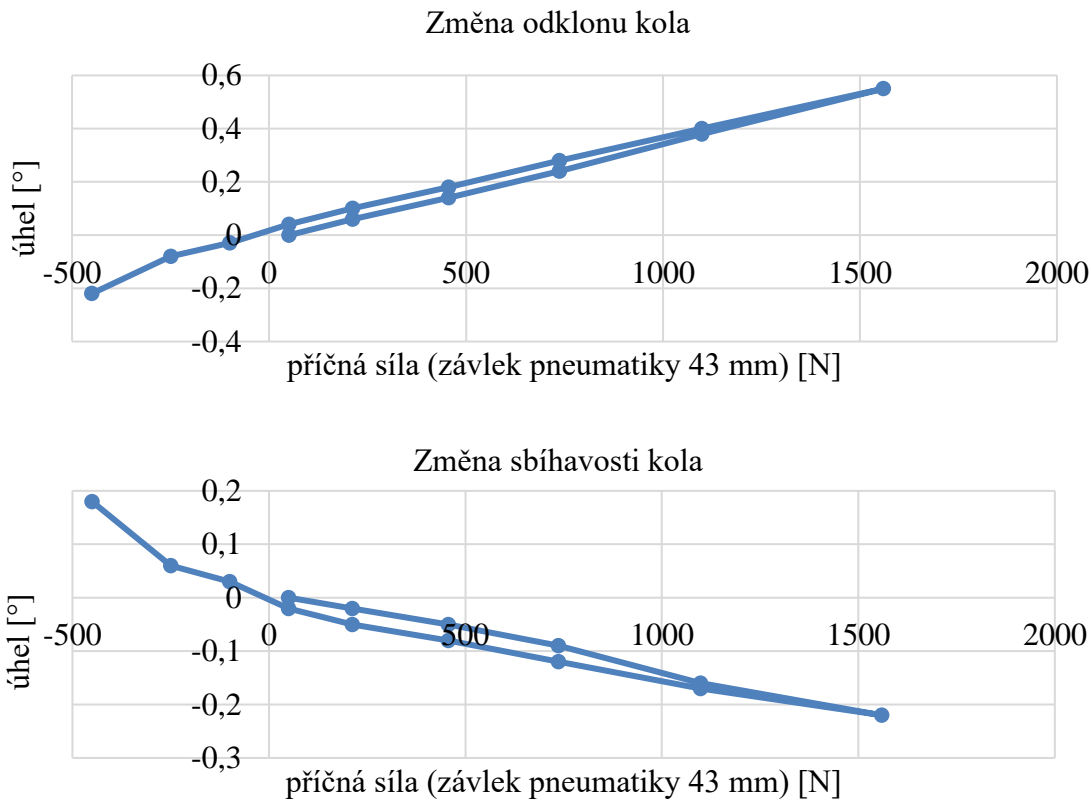 Změna odklonu kola
0,6
0,4
0,2
0
-500 0 500 1000 1500 2000
-0,2
-0,4
úhel [°]
příčná síla (závlek pneumatiky 43 mm) [N]
Změna sbíhavosti kola
0,2
0,1
0
-500 0 500 1000 1500 2000
-0,1
-0,2
-0,3
úhel [°]
příčná síla (závlek pneumatiky 43 mm) [N]